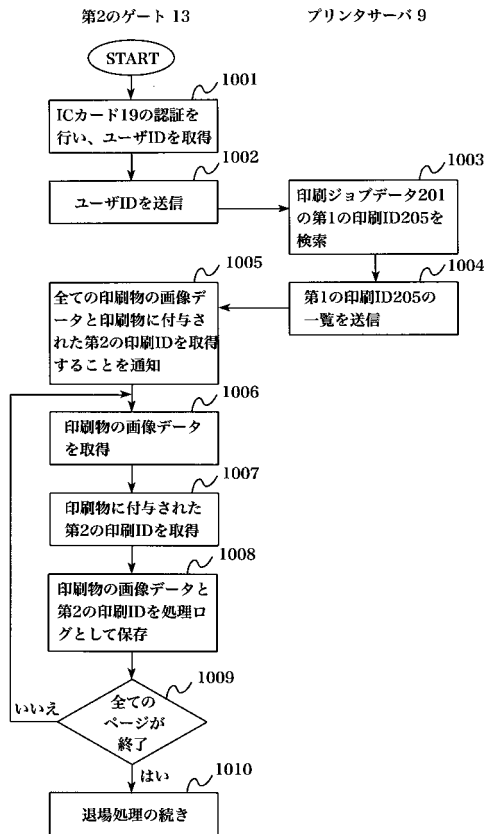 第2のゲート 13
プリンタサーバ 9
START
1001
ICカード19の認証を
行い、ユーザIDを取得
1002
ユーザIDを送信
1003
印刷ジョブデータ201
の第1の印刷ID205を
検索
1004
第1の印刷ID205の
一覧を送信
1005
全ての印刷物の画像デー
タと印刷物に付与され
た第2の印刷IDを取得
することを通知
1006
印刷物の画像データ
を取得
1007
印刷物に付与された
第2の印刷IDを取得
1008
印刷物の画像データと
第2の印刷IDを処理ロ
グとして保存
1009
全ての
ページが
終了
いいえ
はい
1010
退場処理の続き